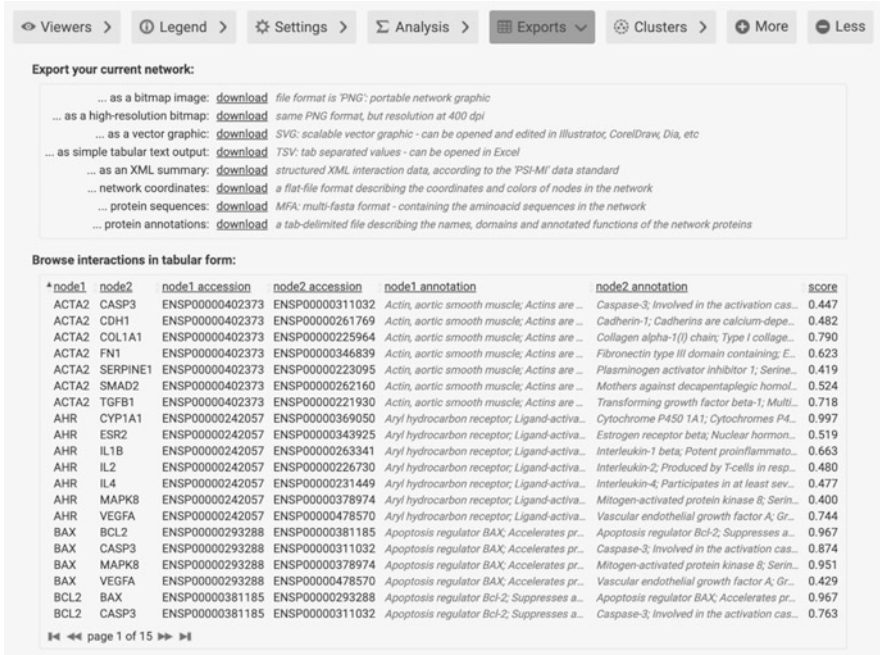 Viewers > Legend > Settings > Σ Analysis > Exports Clusters > More Less
Export your current network:
... as a bitmap image: download file format is 'PNG': portable network graphic
... as a high-resolution bitmap: download same PNG format, but resolution at 400 dpi
... as a vector graphic: download SVG: scalable vector graphic - can be opened and edited in Illustrator, CorelDraw, Dia, etc
... as simple tabular text output: download TSV: tab separated values - can be opened in Excel
... as an XML summary: download structured XML interaction data, according to the 'PSI-MI' data standard
... network coordinates: download a flat-file format describing the coordinates and colors of nodes in the network
... protein sequences: download MFA: multi-fasta format - containing the aminoacid sequences in the network
... protein annotations: download a tab-delimited file describing the names, domains and annotated functions of the network proteins
Browse interactions in tabular form:
node1 node2 node1 accession node2 accession node1 annotation node2 annotation score
ACTA2 CASP3 ENSP00000402373 ENSP00000311032 Actin, aortic smooth muscle; Actins are ... Caspase-3; Involved in the activation cas... 0.447
ACTA2 CDH1 ENSP00000402373 ENSP00000261769 Actin, aortic smooth muscle; Actins are ... Cadherin-1; Cadherins are calcium-depe... 0.482
ACTA2 COL1A1 ENSP00000402373 ENSP00000225964 Actin, aortic smooth muscle; Actins are ... Collagen alpha-1(I) chain; Type I collage... 0.790
ACTA2 FN1 ENSP00000402373 ENSP00000346839 Actin, aortic smooth muscle; Actins are ... Fibronectin type III domain containing; E... 0.623
ACTA2 SERPINE1 ENSP00000402373 ENSP00000223095 Actin, aortic smooth muscle; Actins are ... Plasminogen activator inhibitor 1; Serine... 0.419
ACTA2 SMAD2 ENSP00000402373 ENSP00000262160 Actin, aortic smooth muscle; Actins are ... Mothers against decapentaplegic homol... 0.524
ACTA2 TGFB1 ENSP00000402373 ENSP00000221930 Actin, aortic smooth muscle; Actins are ... Transforming growth factor beta-1; Multi... 0.718
AHR CYP1A1 ENSP00000242057 ENSP00000369050 Aryl hydrocarbon receptor; Ligand-activa... Cytochrome P450 1A1; Cytochromes P4... 0.997
AHR ESR2 ENSP00000242057 ENSP00000343925 Aryl hydrocarbon receptor; Ligand-activa... Estrogen receptor beta; Nuclear hormon... 0.519
AHR IL1B ENSP00000242057 ENSP00000263341 Aryl hydrocarbon receptor; Ligand-activa... Interleukin-1 beta; Potent proinflammato... 0.663
AHR IL2 ENSP00000242057 ENSP00000226730 Aryl hydrocarbon receptor; Ligand-activa... Interleukin-2; Produced by T-cells in resp... 0.480
AHR IL4 ENSP00000242057 ENSP00000231449 Aryl hydrocarbon receptor; Ligand-activa... Interleukin-4; Participates in at least sev... 0.477
AHR MAPK8 ENSP00000242057 ENSP00000378974 Aryl hydrocarbon receptor; Ligand-activa... Mitogen-activated protein kinase 8; Serin... 0.400
AHR VEGFA ENSP00000242057 ENSP00000478570 Aryl hydrocarbon receptor; Ligand-activa... Vascular endothelial growth factor A; Gr... 0.744
BAX BCL2 ENSP00000293288 ENSP00000381185 Apoptosis regulator BAX; Accelerates pr... Apoptosis regulator Bcl-2; Suppresses a... 0.967
BAX CASP3 ENSP00000293288 ENSP00000311032 Apoptosis regulator BAX; Accelerates pr... Caspase-3; Involved in the activation cas... 0.874
BAX MAPK8 ENSP00000293288 ENSP00000378974 Apoptosis regulator BAX; Accelerates pr... Mitogen-activated protein kinase 8; Serin... 0.951
BAX VEGFA ENSP00000293288 ENSP00000478570 Apoptosis regulator BAX; Accelerates pr... Vascular endothelial growth factor A; Gr... 0.429
BCL2 BAX ENSP00000381185 ENSP00000293288 Apoptosis regulator Bcl-2; Suppresses a... Apoptosis regulator BAX; Accelerates pr... 0.967
BCL2 CASP3 ENSP00000381185 ENSP00000311032 Apoptosis regulator Bcl-2; Suppresses a... Caspase-3; Involved in the activation cas... 0.763
page 1 of 15